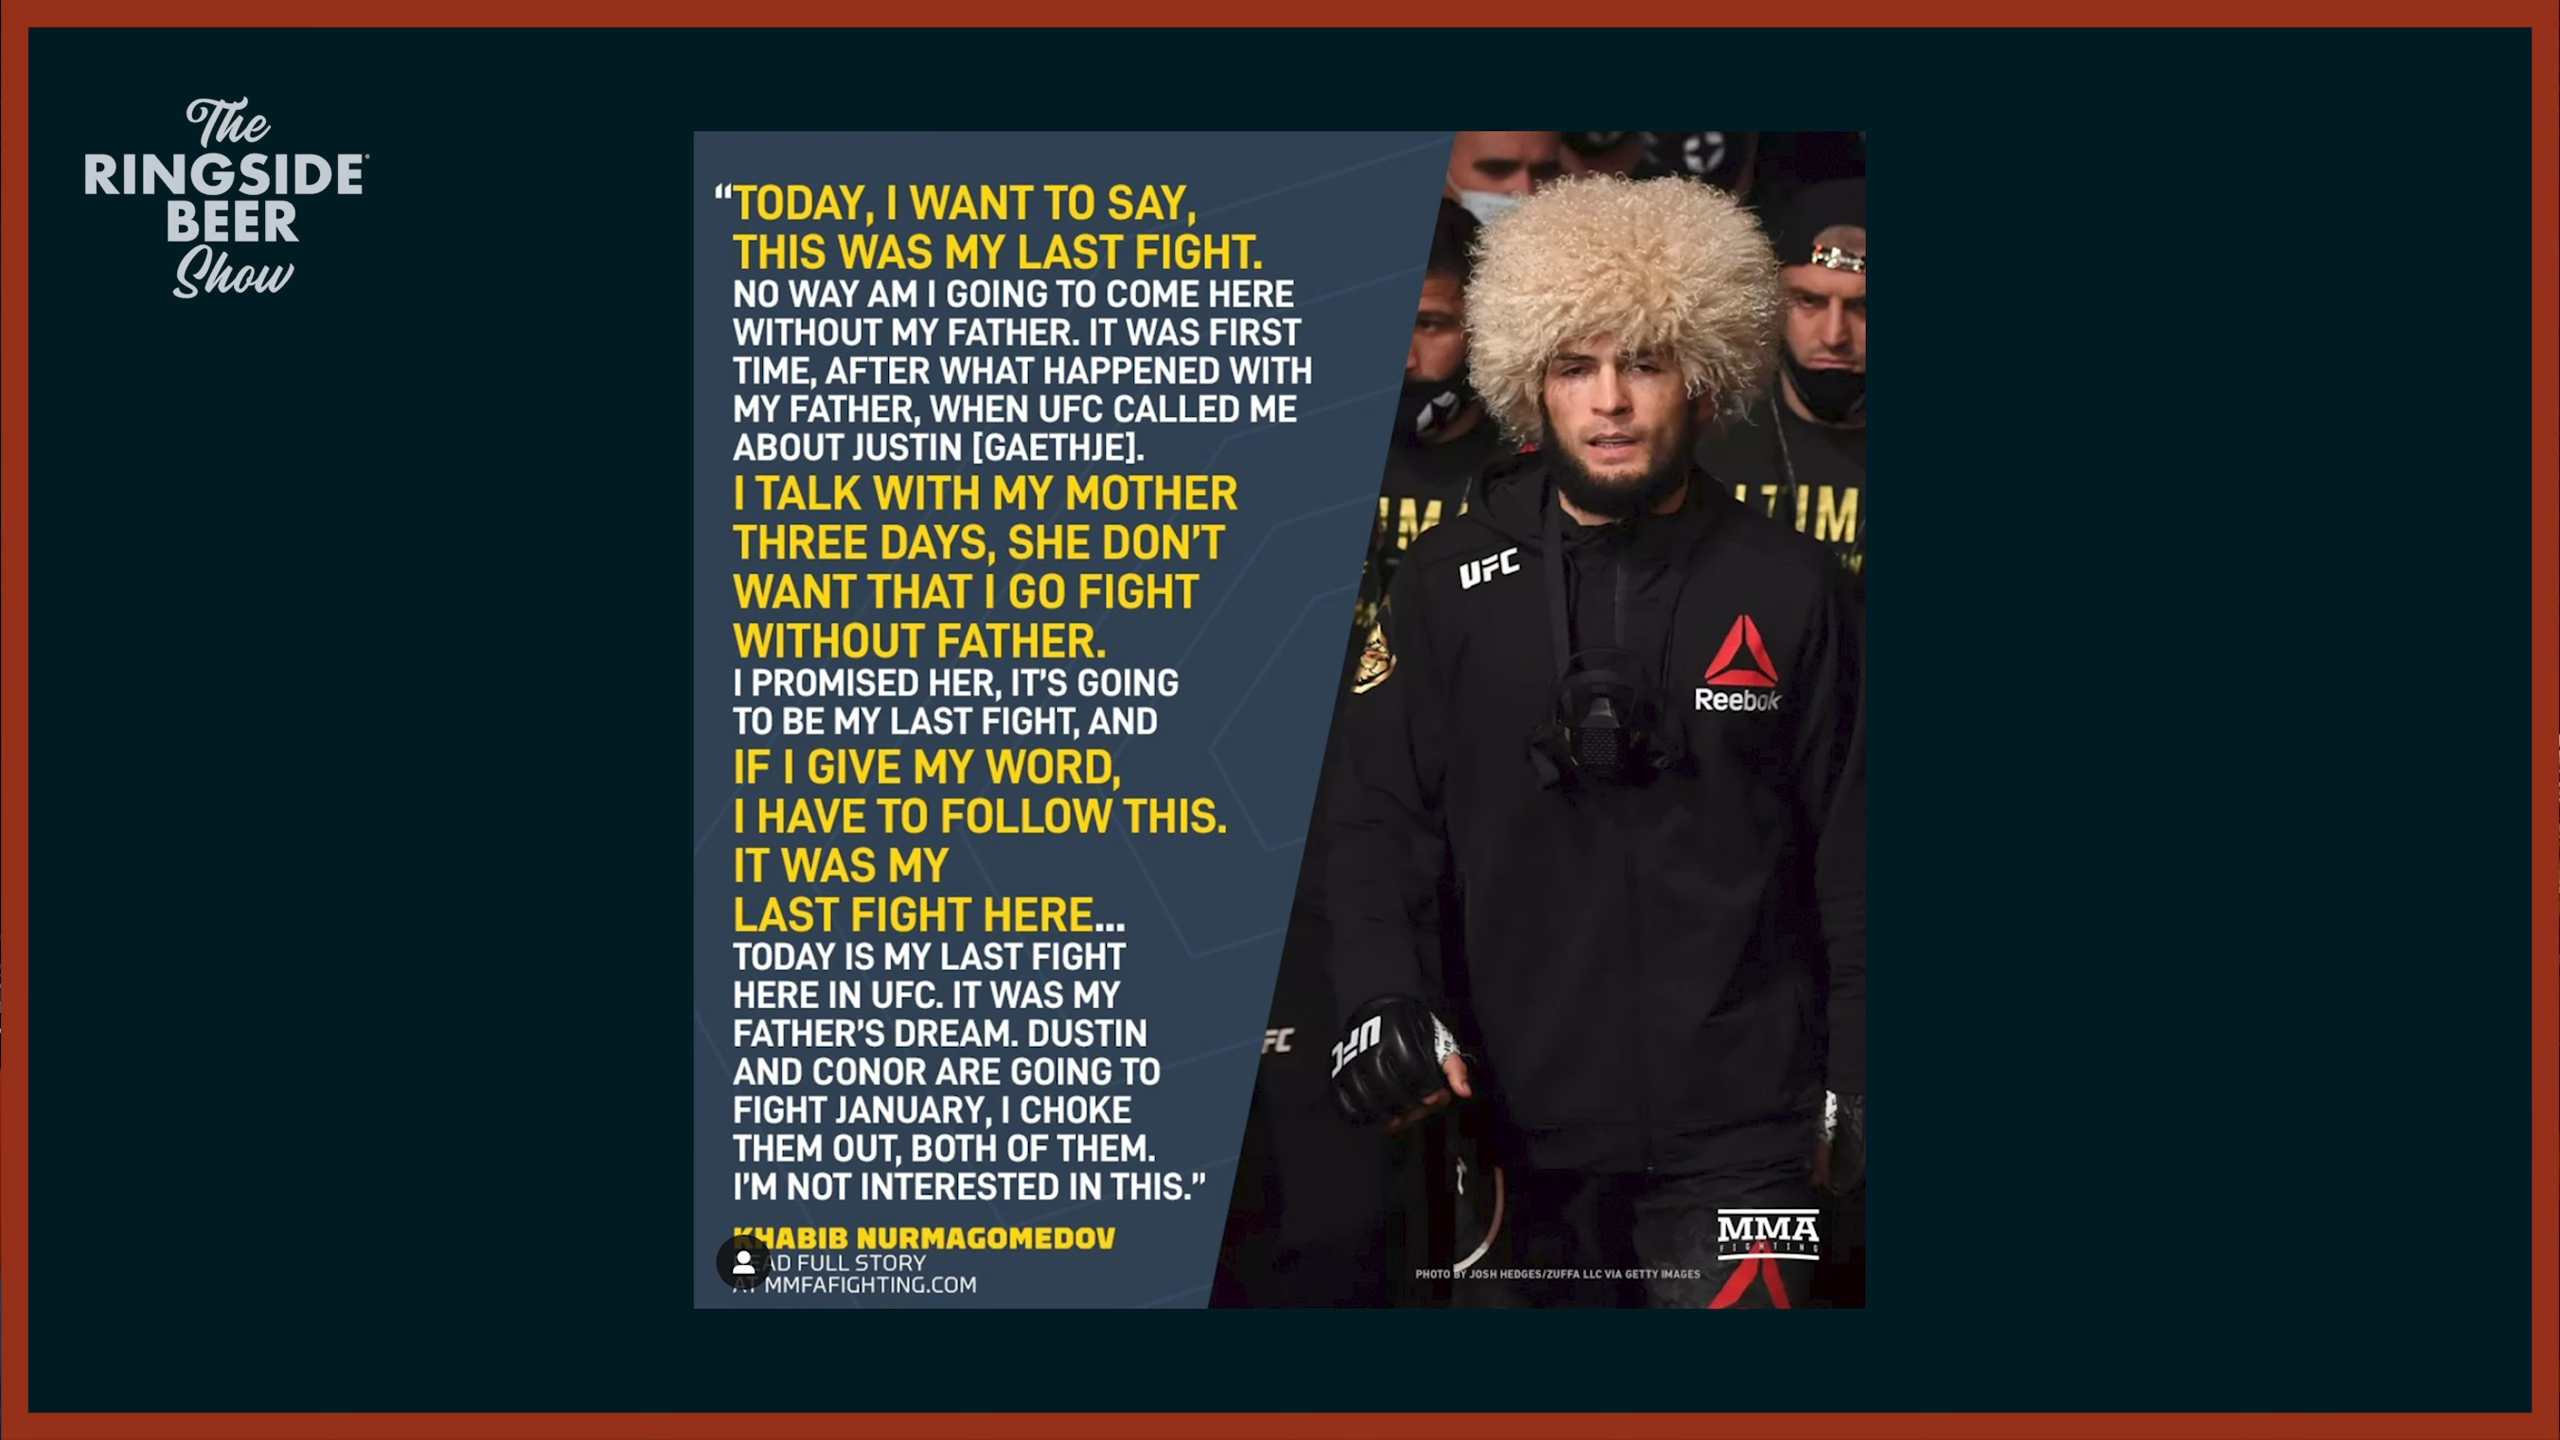 The
RINGSIDE
BEER
Show
“TODAY, I WANT TO SAY,
THIS WAS MY LAST FIGHT.
NO WAY AM I GOING TO COME HERE
WITHOUT MY FATHER. IT WAS FIRST
TIME, AFTER WHAT HAPPENED WITH
MY FATHER, WHEN UFC CALLED ME
ABOUT JUSTIN [GAETHJE].
I TALK WITH MY MOTHER
THREE DAYS, SHE DON'T
WANT THAT I GO FIGHT
WITHOUT FATHER.
I PROMISED HER, IT'S GOING
TO BE MY LAST FIGHT, AND
IF I GIVE MY WORD,
I HAVE TO FOLLOW THIS.
IT WAS MY
LAST FIGHT HERE...
TODAY IS MY LAST FIGHT
HERE IN UFC. IT WAS MY
FATHER'S DREAM. DUSTIN
AND CONOR ARE GOING TO
FIGHT JANUARY, I CHOKE
THEM OUT, BOTH OF THEM.
I'M NOT INTERESTED IN THIS.”
KHABIB NURMAGOMEDOV
AD FULL STORY
AT MMFAFIGHTING.COM
UFC
Reebok
UFC
FC
MMA
FIGHTING
PHOTO BY JOSH HEDGES/ZUFFA LLC VIA GETTY IMAGES